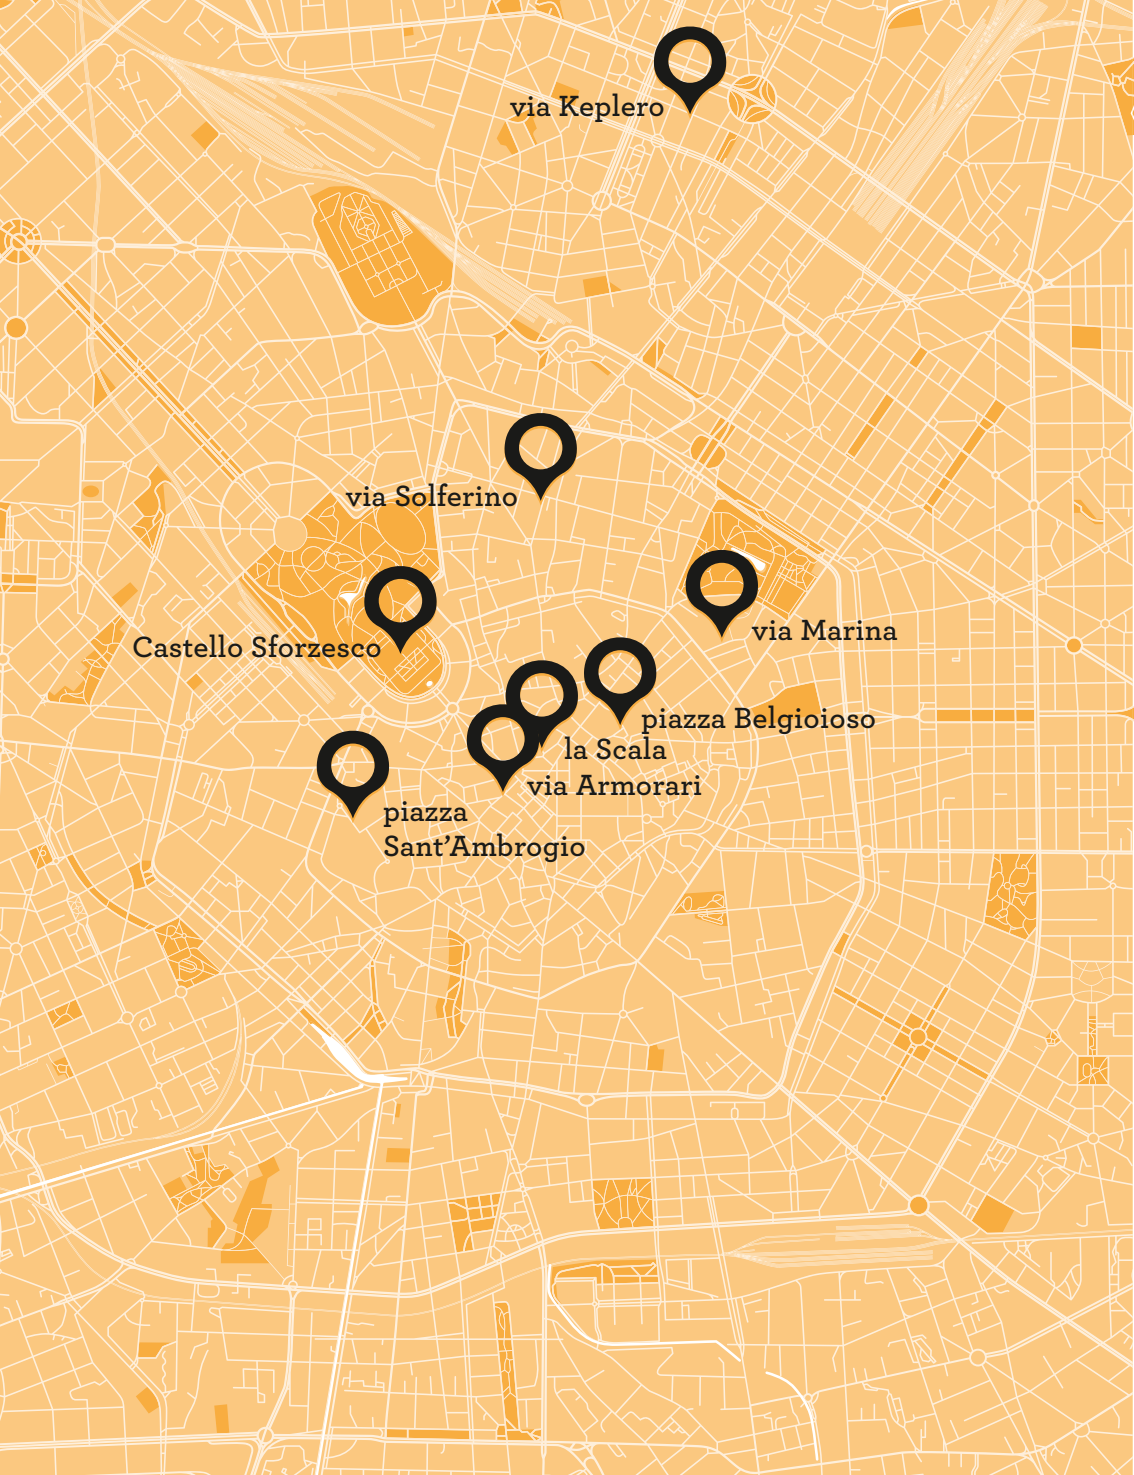 via Keplero
via Solferino
via Marina
Castello Sforzesco
piazza Belgioioso
la Scala
via Armorari
piazza
Sant’Ambrogio